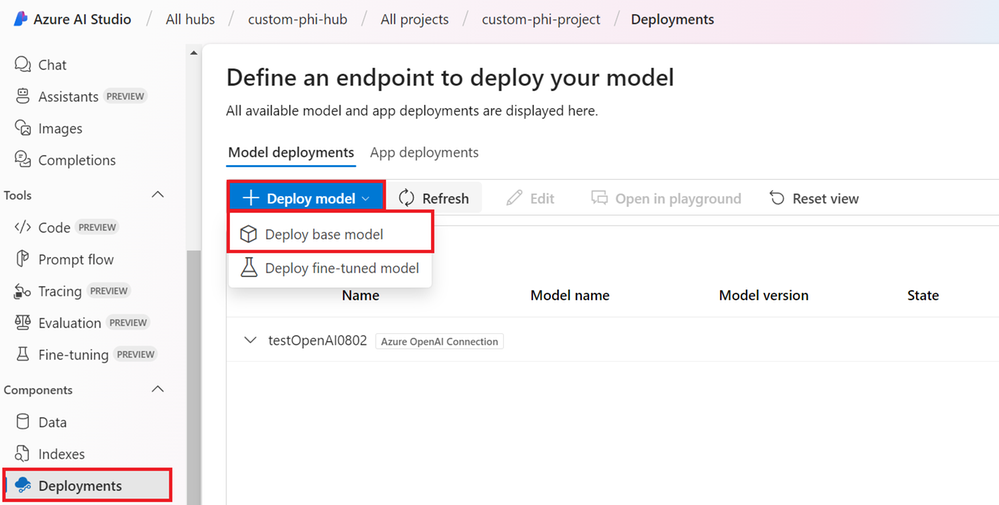 Azure AI Studio / All hubs / custom-phi-hub / All projects / custom-phi-project / Deployments
Chat
Assistants PREVIEW
Images
Completions
Tools
Code PREVIEW
Prompt flow
Tracing PREVIEW
Evaluation PREVIEW
Fine-tuning PREVIEW
Components
Data
Indexes
Deployments
Define an endpoint to deploy your model
All available model and app deployments are displayed here.
Model deployments App deployments
Deploy model Refresh Edit Open in playground Reset view
Deploy base model
Deploy fine-tuned model
Name Model name Model version State
testOpenAI0802 Azure OpenAI Connection